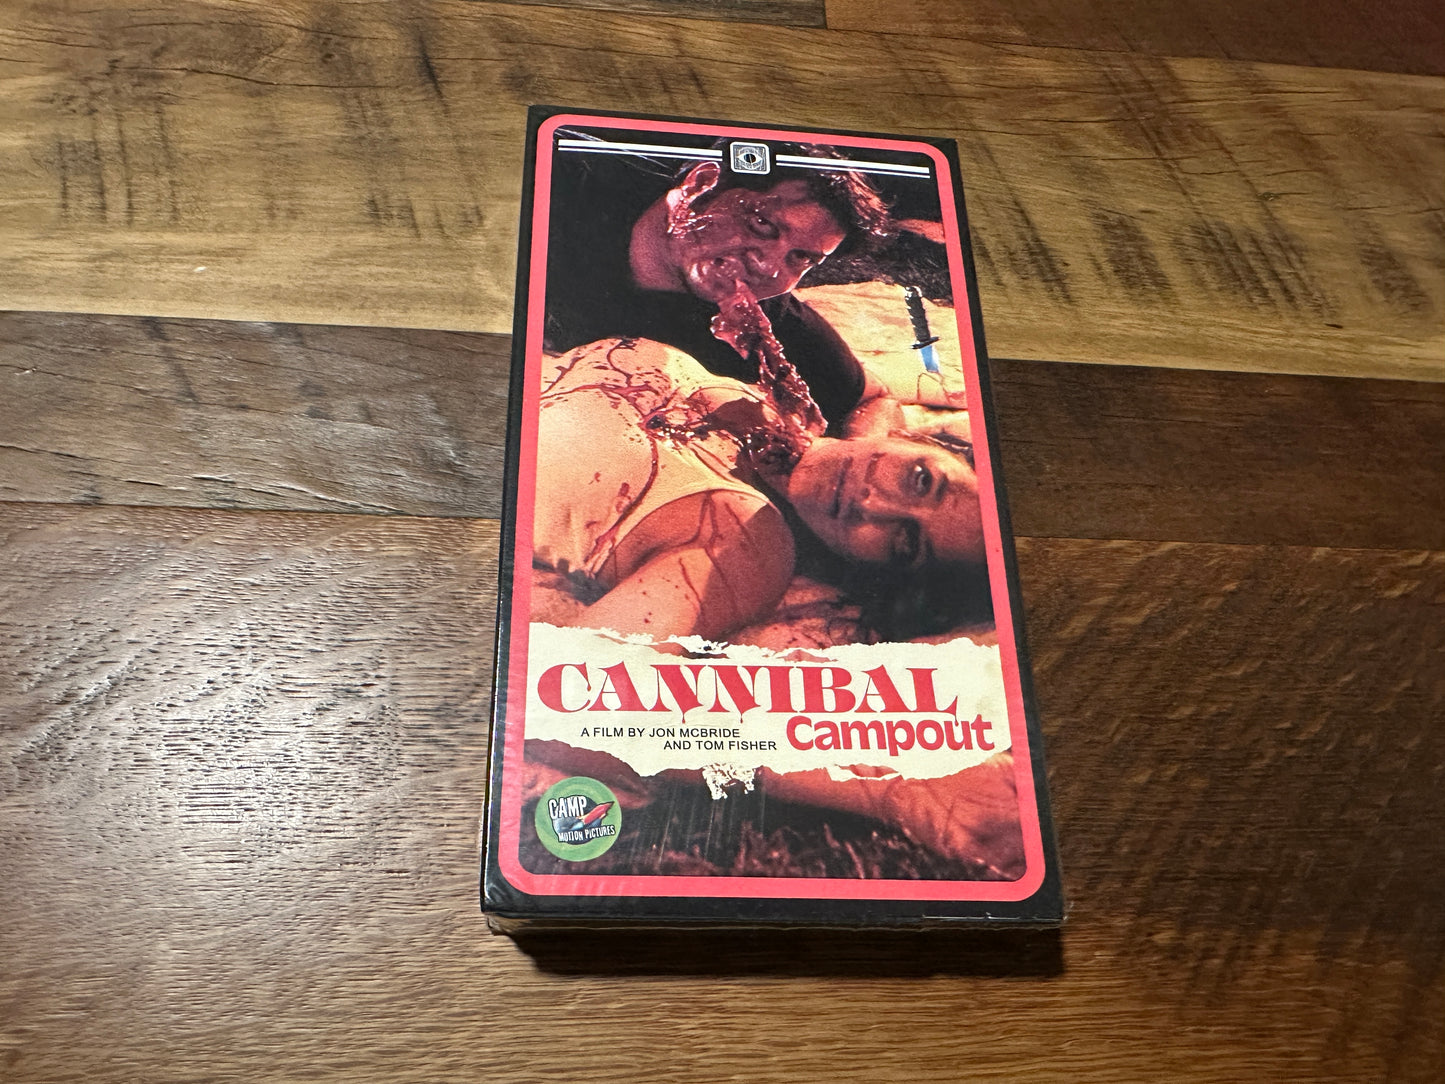 CANNIBAL
Campout
A FILM BY JON MCBRIDE
AND TOM FISHER
CAMP
MOTION PICTURES